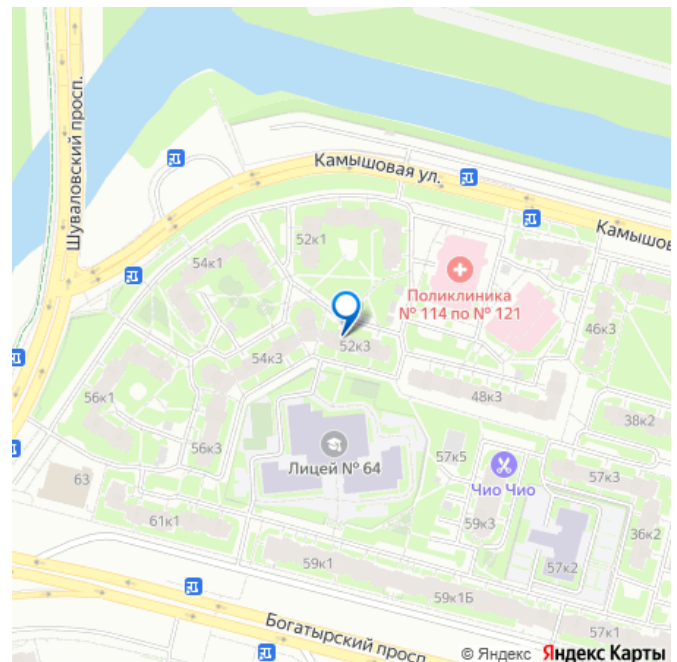 Шуваловский просп.
Камышовая ул.
Камышовая
52к1
54к1
Поликлиника
№ 114 по № 121
46к3
52к3
54к3
48к3
56к1
38к2
56к3
Лицей № 64
57к5
57к3
63
Чио Чио
61к1
59к3
36к2
57к2
59к1
59к1Б
57к1
Богатырский просп.
© Яндекс Яндекс Карты